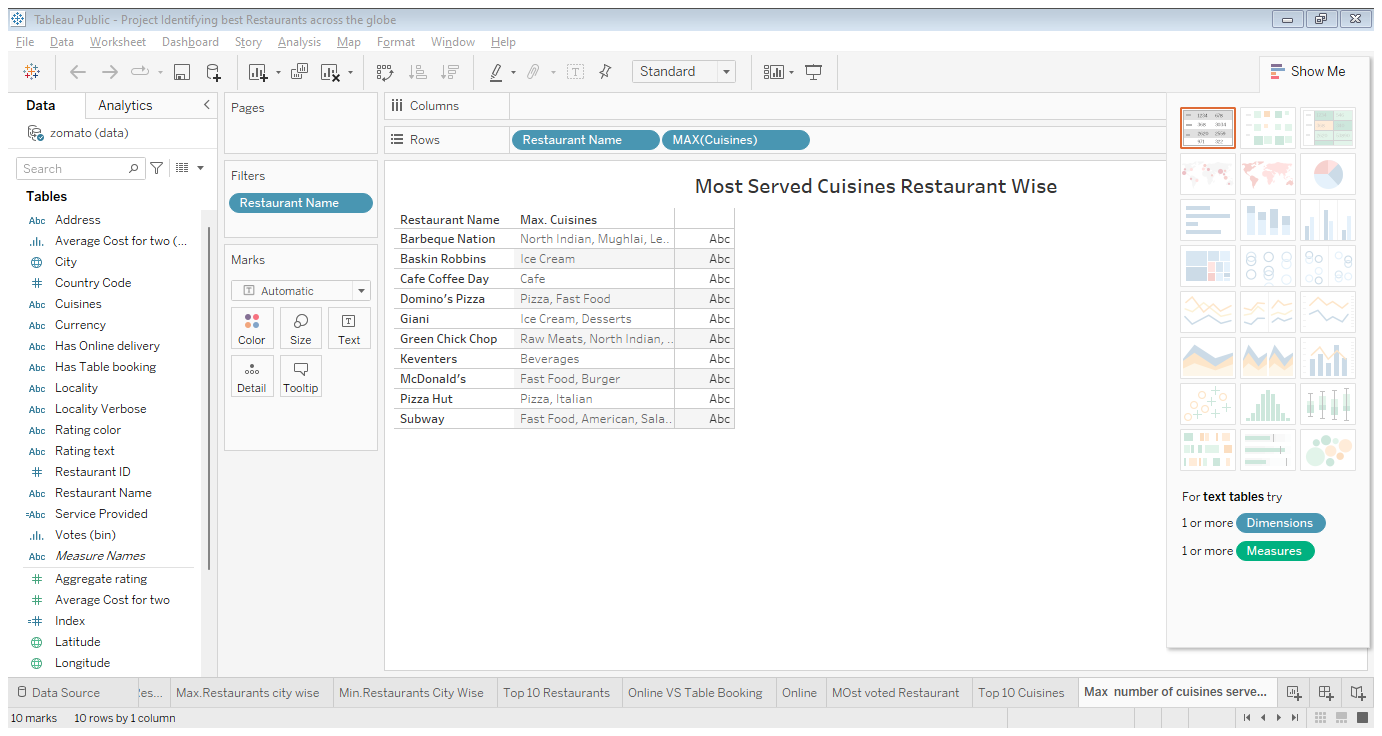 Tableau Public - Project Identifying best Restaurants across the globe
File Data Worksheet Dashboard Story Analysis Map Format Window Help
Standard
Show Me
Data Analytics
zomato (data)
Search
Tables
Abc Address
Average Cost for two (...
City
Country Code
Abc Cuisines
Abc Currency
Abc Has Online delivery
Abc Has Table booking
Abc Locality
Abc Locality Verbose
Abc Rating color
Abc Rating text
Restaurant ID
Abc Restaurant Name
=Abc Service Provided
Votes (bin)
Abc Measure Names
Aggregate rating
Average Cost for two
Index
Latitude
Longitude
Pages
Filters
Restaurant Name
Marks
Automatic
Color Size Text
Detail Tooltip
Columns
Rows Restaurant Name MAX(Cuisines)
Most Served Cuisines Restaurant Wise
Restaurant Name Max. Cuisines
Barbeque Nation North Indian, Mughlai, Le.. Abc
Baskin Robbins Ice Cream Abc
Cafe Coffee Day Cafe Abc
Domino's Pizza Pizza, Fast Food Abc
Giani Ice Cream, Desserts Abc
Green Chick Chop Raw Meats, North Indian, .. Abc
Keventers Beverages Abc
McDonald's Fast Food, Burger Abc
Pizza Hut Pizza, Italian Abc
Subway Fast Food, American, Sala.. Abc
For text tables try
1 or more Dimensions
1 or more Measures
Data Source Max.Restaurants city wise Min.Restaurants City Wise Top 10 Restaurants Online VS Table Booking Online MOst voted Restaurant Top 10 Cuisines Max number of cuisines serve...
10 marks 10 rows by 1 column